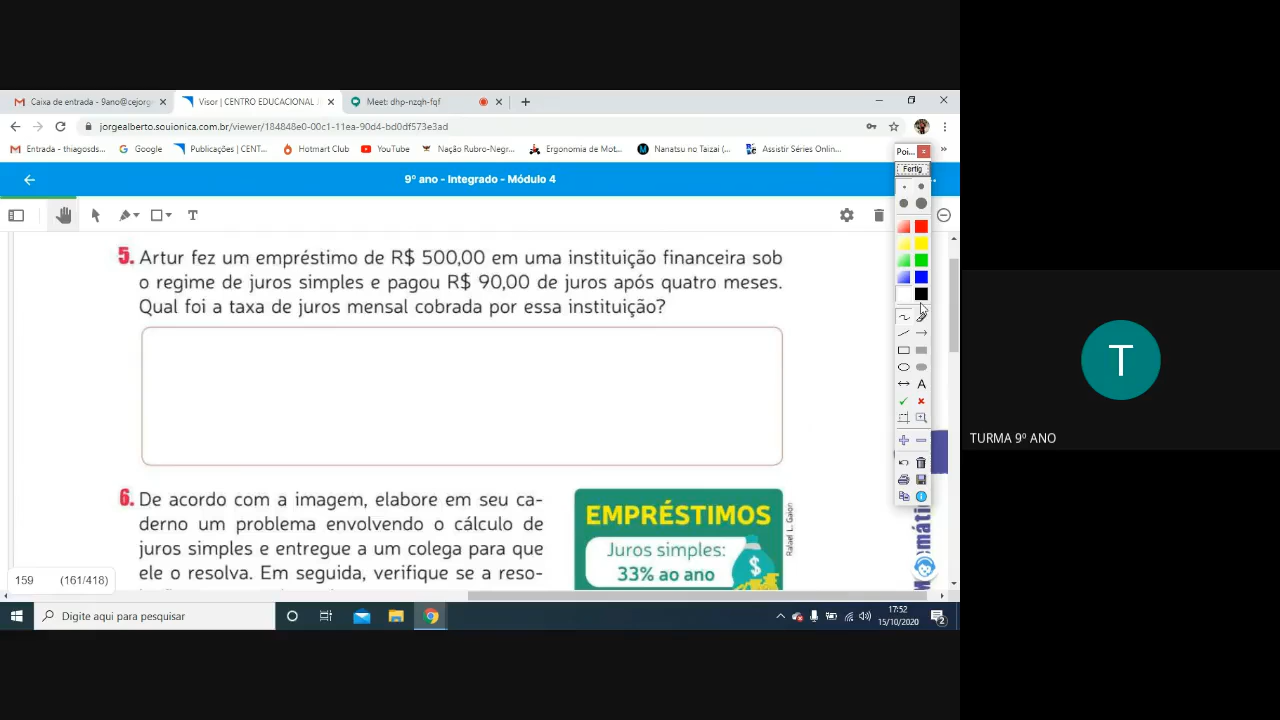 Caixa de entrada - 9ano@cejorg
Visor | CENTRO EDUCACIONAL J
Meet: dhp-nzqh-fqf
jorgealberto.souionica.com.br/viewer/184848e0-00c1-11ea-90d4-bd0df573e3ad
Entrada - thiagosds...
Google
Publicações | CENT...
Hotmart Club
YouTube
Nação Rubro-Negr...
Ergonomia de Mot...
Nanatsu no Taizai (...
Assistir Séries Onlin...
»
Poi...
Fertig
9º ano - Integrado - Módulo 4
T
5. Artur fez um empréstimo de R$ 500,00 em uma instituição financeira sob
o regime de juros simples e pagou R$ 90,00 de juros após quatro meses.
Qual foi a taxa de juros mensal cobrada por essa instituição?
A
6. De acordo com a imagem, elabore em seu ca-
derno um problema envolvendo o cálculo de
juros simples e entregue a um colega para que
ele o resolva. Em seguida, verifique se a reso-
EMPRÉSTIMOS
Juros simples:
33% ao ano
$
Rafael L. Gaion
159 (161/418)
Digite aqui para pesquisar
17:52
15/10/2020
2
T
TURMA 9º ANO